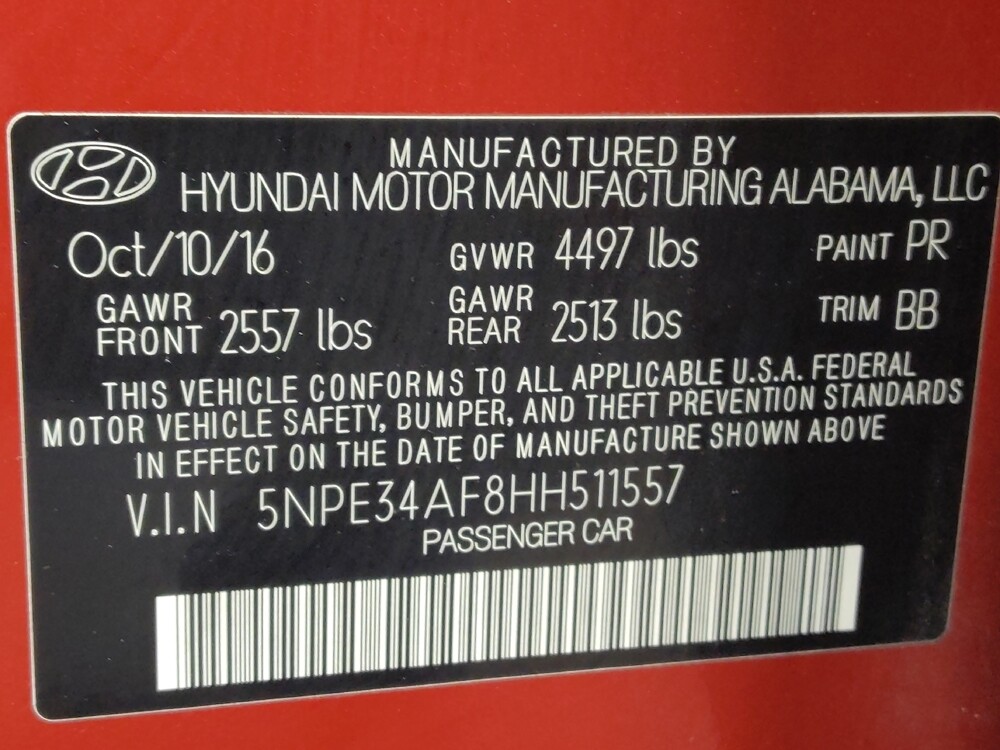 MANUFACTURED BY
HYUNDAI MOTOR MANUFACTURING ALABAMA, LLC
Oct/10/16 GVWR 4497 lbs PAINT PR
GAWR FRONT 2557 lbs GAWR REAR 2513 lbs TRIM BB
THIS VEHICLE CONFORMS TO ALL APPLICABLE U.S.A. FEDERAL
MOTOR VEHICLE SAFETY, BUMPER, AND THEFT PREVENTION STANDARDS
IN EFFECT ON THE DATE OF MANUFACTURE SHOWN ABOVE
V.I.N 5NPE34AF8HH511557
PASSENGER CAR